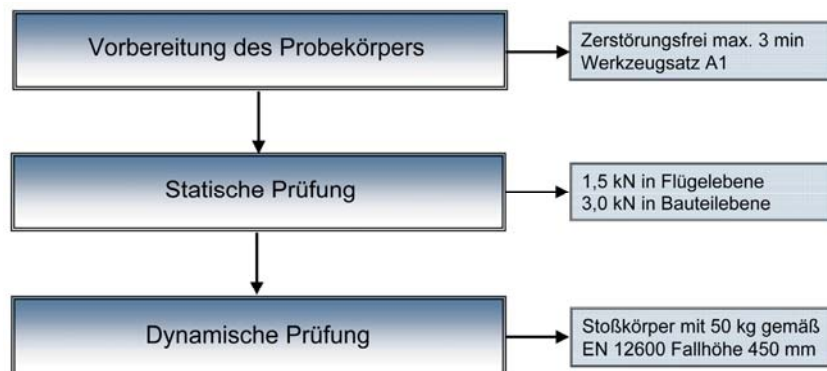 Vorbereitung des Probekörpers
Zerstörungsfrei max. 3 min
Werkzeugsatz A1
Statische Prüfung
1,5 kN in Flügelebene
3,0 kN in Bauteilebene
Dynamische Prüfung
Stoßkörper mit 50 kg gemäß
EN 12600 Fallhöhe 450 mm